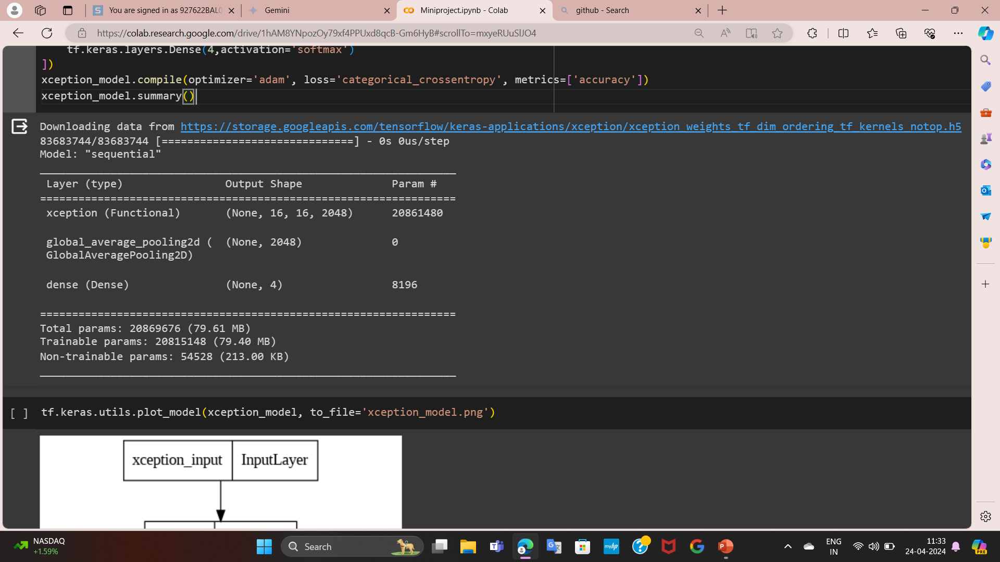 You are signed in as 927622BAL0
Gemini
Miniproject.ipynb - Colab
github - Search
https://colab.research.google.com/drive/1hAM8YNpozOy79xf4PPUxd8qcB-Gm6HyB#scrollTo=mxyeRUuSlJO4
tf.keras.layers.Dense(4,activation='softmax')
])
xception_model.compile(optimizer='adam', loss='categorical_crossentropy', metrics=['accuracy'])
xception_model.summary()
Downloading data from https://storage.googleapis.com/tensorflow/keras-applications/xception/xception_weights_tf_dim_ordering_tf_kernels_notop.h5
83683744/83683744 [==============================] - 0s 0us/step
Model: "sequential"
_________________________________________________________________
Layer (type) Output Shape Param #
=================================================================
xception (Functional) (None, 16, 16, 2048) 20861480
global_average_pooling2d ( (None, 2048) 0
GlobalAveragePooling2D)
dense (Dense) (None, 4) 8196
=================================================================
Total params: 20869676 (79.61 MB)
Trainable params: 20815148 (79.40 MB)
Non-trainable params: 54528 (213.00 KB)
_________________________________________________________________
[ ] tf.keras.utils.plot_model(xception_model, to_file='xception_model.png')
xception_input InputLayer
NASDAQ
+1.59%
Search
myhp
ENG
IN
11:33
24-04-2024
PRE